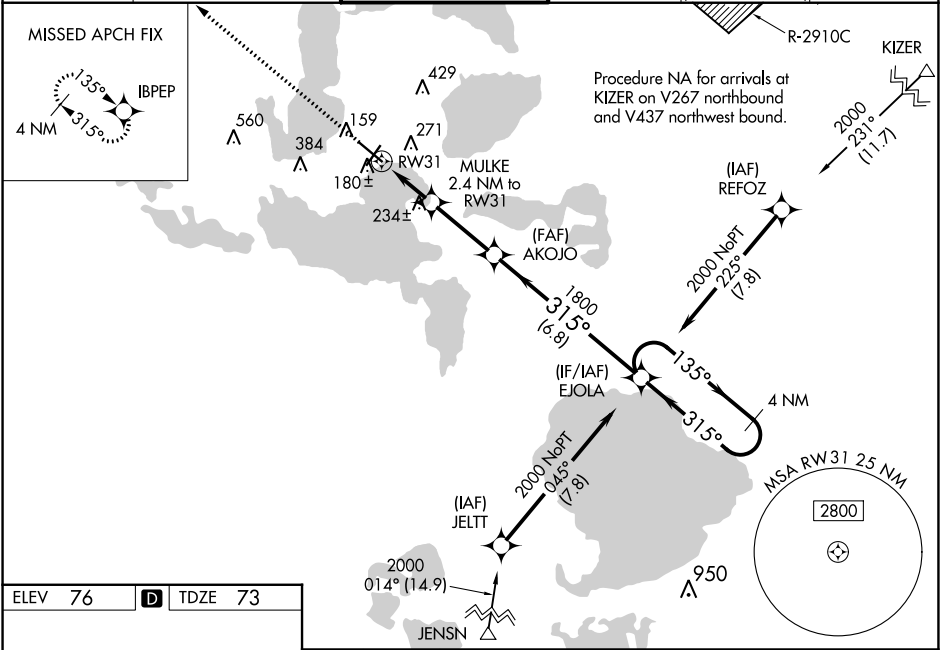 MISSED APCH FIX
135°
IBPEP
4 NM
315°
560
384
159
429
271
180±
RW31
234±
MULKE
2.4 NM to
RW31
(FAF)
AKOJO
Procedure NA for arrivals at
KIZER on V267 northbound
and V437 northwest bound.
R-2910C
KIZER
2000
231°
(11.7)
(IAF)
REFOZ
2000 NoPT
225°
(7.8)
1800
315°
(6.8)
(IF/IAF)
EJOLA
135°
4 NM
315°
2000 NoPT
045°
(7.8)
(IAF)
JELTT
2000
014° (14.9)
JENSN
950
MSA RW31 25 NM
2800
ELEV 76 D TDZE 73